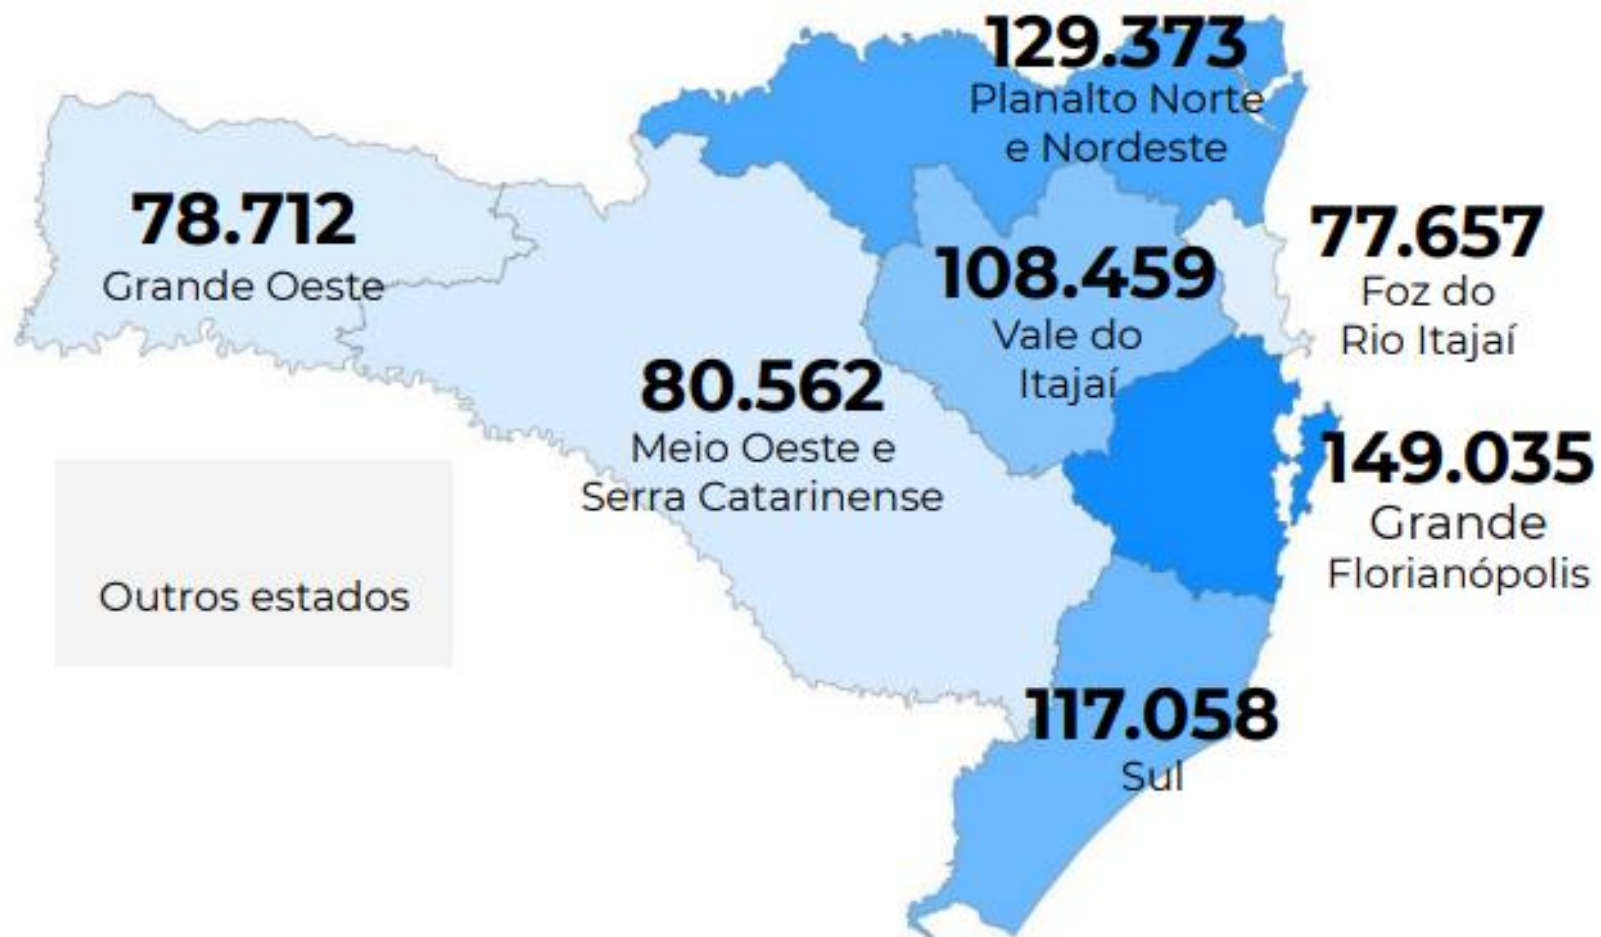 129.373
Planalto Norte
e Nordeste
78.712
Grande Oeste
77.657
Foz do
Rio Itajaí
108.459
Vale do
Itajaí
80.562
Meio Oeste e
Serra Catarinense
149.035
Grande
Florianópolis
Outros estados
117.058
Sul